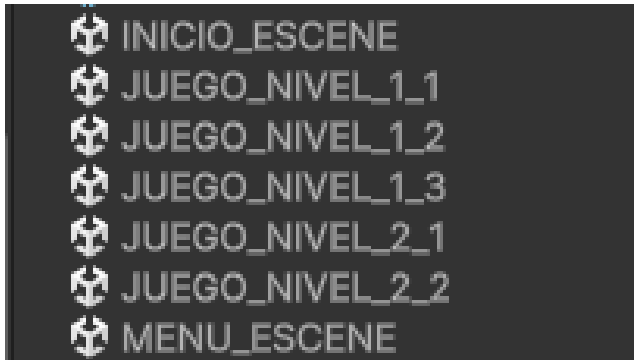 INICIO_ESCENE
JUEGO_NIVEL_1_1
JUEGO_NIVEL_1_2
JUEGO_NIVEL_1_3
JUEGO_NIVEL_2_1
JUEGO_NIVEL_2_2
MENU_ESCENE